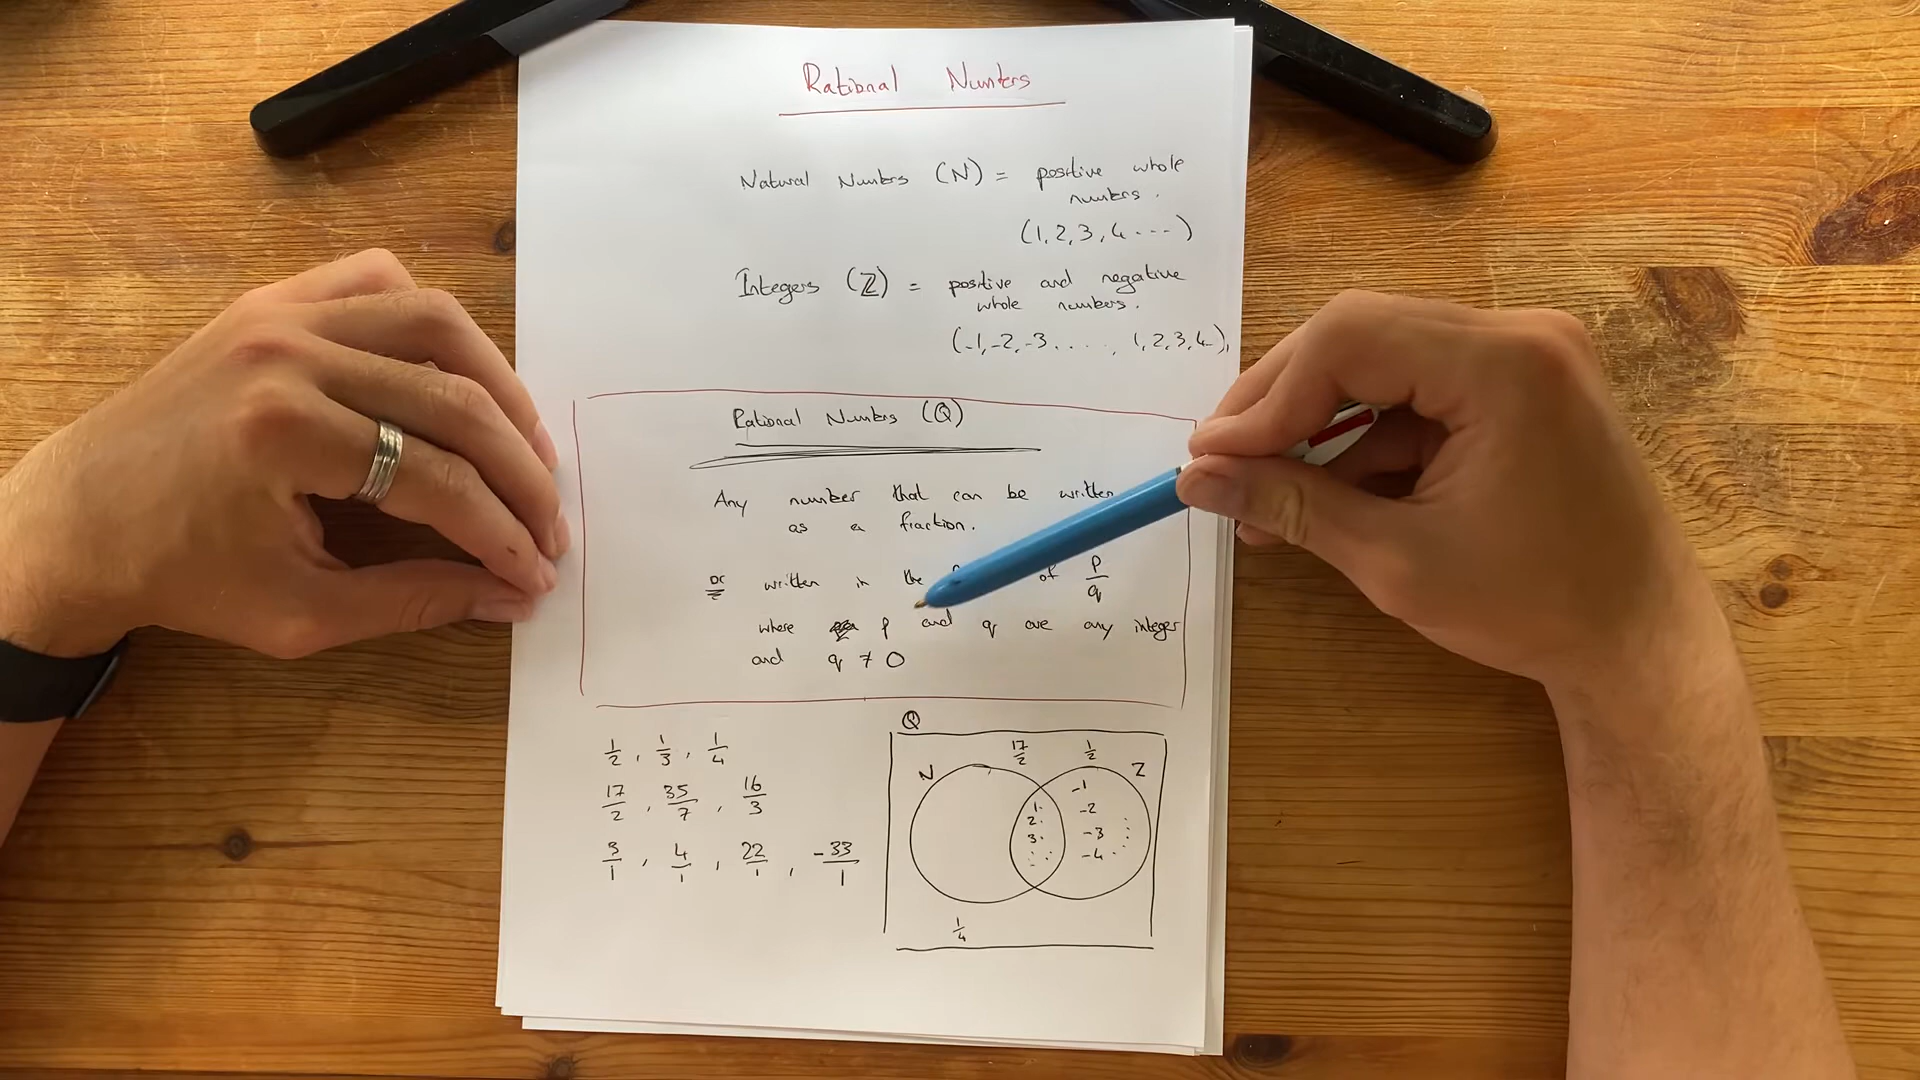 Rational Numbers
Natural Numbers (N) = positive whole
numbers.
(1,2,3,4....)
Integers (Z) = positive and negative
whole numbers.
(-1,-2,-3....., 1,2,3,4..),
Rational Numbers (Q)
Any number that can be written
as a fraction.
or written in the of p/q
where p and q are any integer
and q ≠ 0
1/2, 1/3, 1/4
17/2, 35/7, 16/3
3/1, 4/1, 22/1, -33/1
Q
17/2 1/2
N Z
1. -1
2. -2
3. -3
-4
1/4